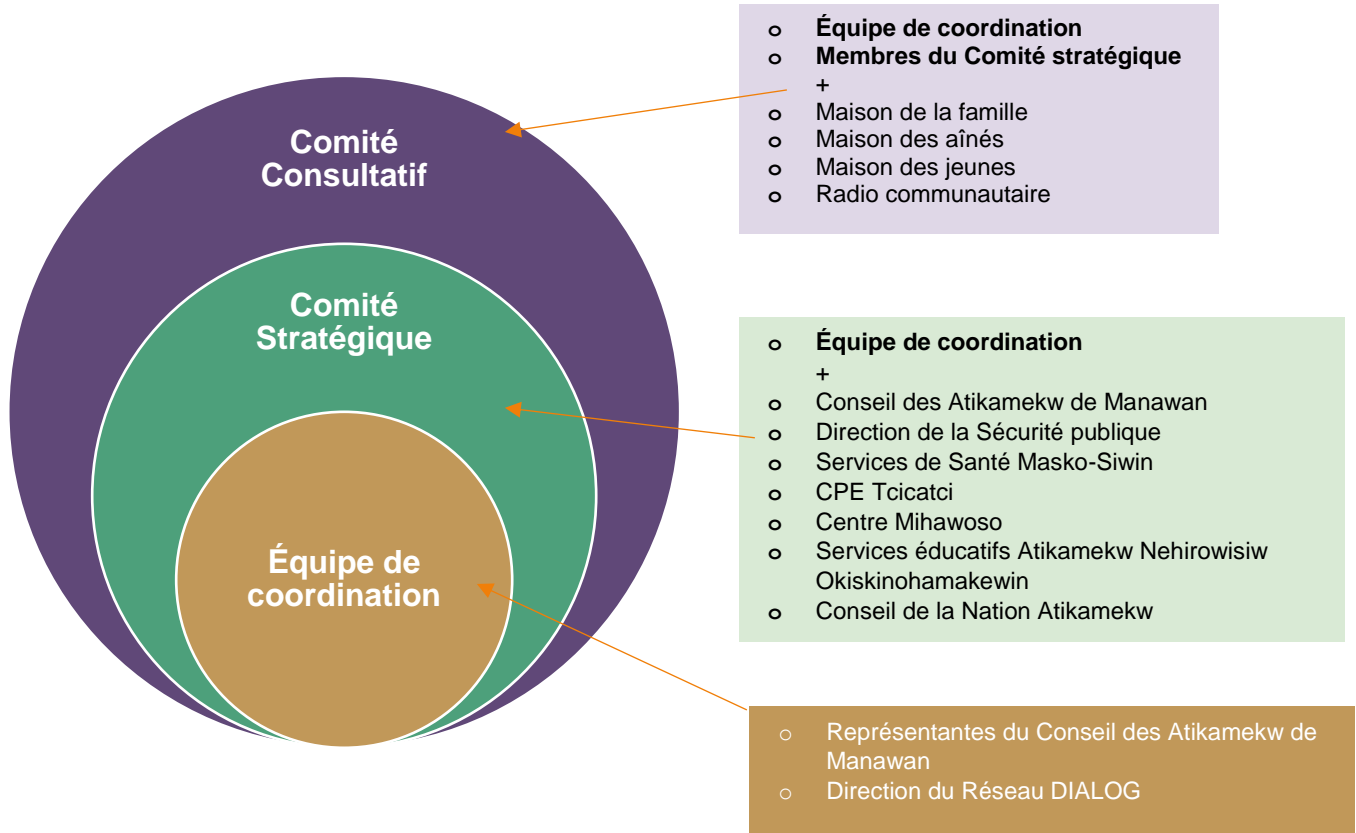 Comité
Consultatif
Comité
Stratégique
Équipe de
coordination
o Équipe de coordination
o Membres du Comité stratégique
+
o Maison de la famille
o Maison des aînés
o Maison des jeunes
o Radio communautaire
o Équipe de coordination
+
o Conseil des Atikamekw de Manawan
o Direction de la Sécurité publique
o Services de Santé Masko-Siwin
o CPE Tcicatci
o Centre Mihawoso
o Services éducatifs Atikamekw Nehirowisiw
Okiskinohamakewin
o Conseil de la Nation Atikamekw
o Représentantes du Conseil des Atikamekw de
Manawan
o Direction du Réseau DIALOG